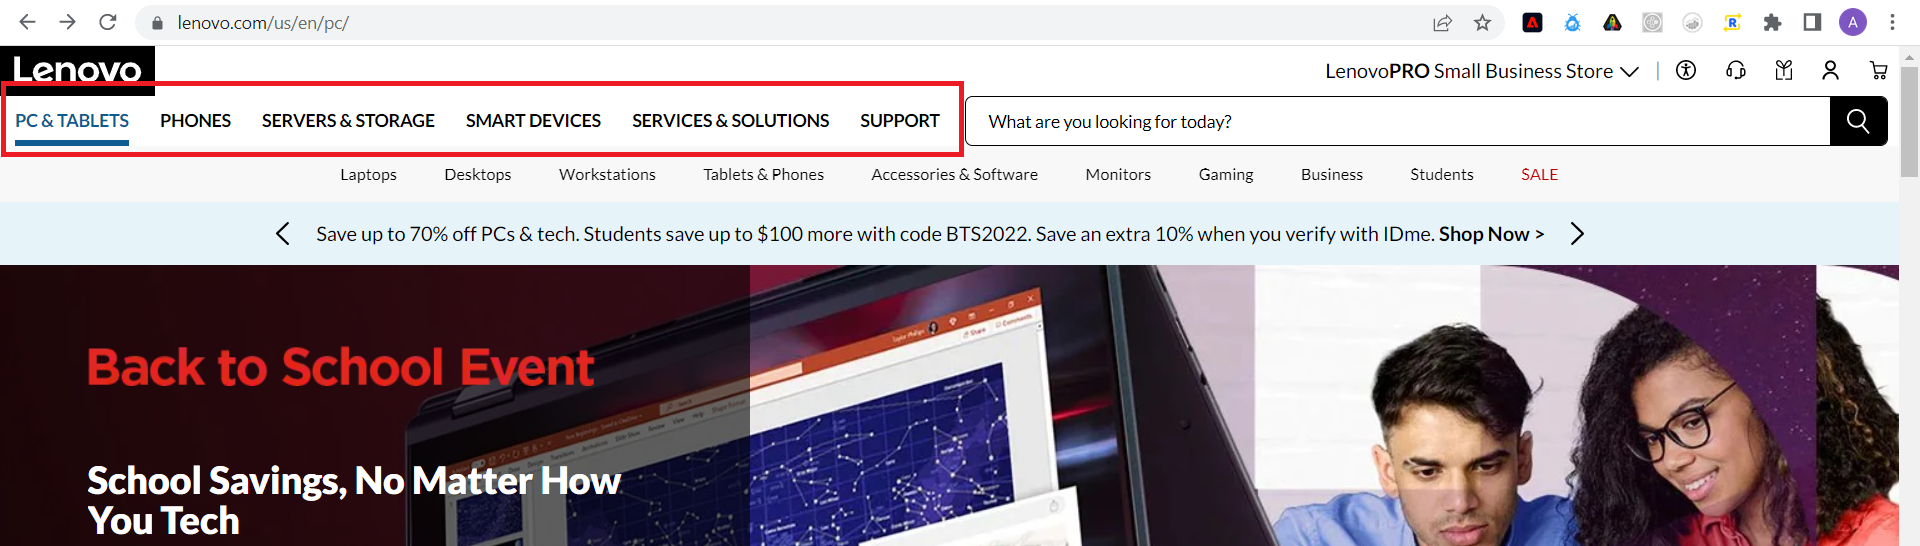 lenovo.com/us/en/pc/
A
Lenovo
LenovoPRO Small Business Store
PC & TABLETS PHONES SERVERS & STORAGE SMART DEVICES SERVICES & SOLUTIONS SUPPORT
What are you looking for today?
Laptops Desktops Workstations Tablets & Phones Accessories & Software Monitors Gaming Business Students SALE
Save up to 70% off PCs & tech. Students save up to $100 more with code BTS2022. Save an extra 10% when you verify with IDme. Shop Now >
Back to School Event
School Savings, No Matter How
You Tech
Share
Comments